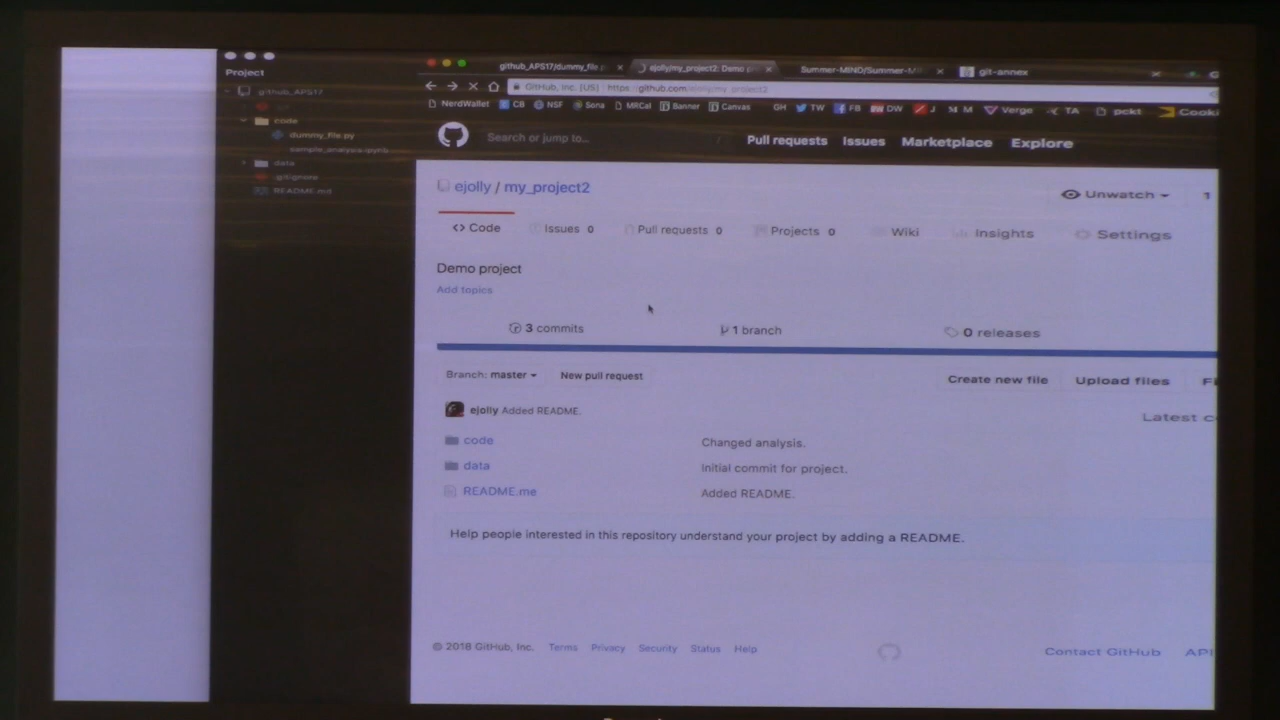 Project
github_APS17
code
dummy_file.py
sample_analysis.ipynb
data
.gitignore
README.md
github_APS17/dummy_file.p
ejolly/my_project2: Demo p
Summer-MIND/Summer-M
git-annex
GitHub, Inc. [US] https://github.com/ejolly/my_project2
NerdWallet CB NSF Sona MRCal Banner Canvas GH TW FB DW J M Verge TA pckt Cooki
Search or jump to...
Pull requests Issues Marketplace Explore
ejolly / my_project2
Unwatch 1
Code Issues 0 Pull requests 0 Projects 0 Wiki Insights Settings
Demo project
Add topics
3 commits 1 branch 0 releases
Branch: master New pull request Create new file Upload files Fi
ejolly Added README. Latest c
code Changed analysis.
data Initial commit for project.
README.me Added README.
Help people interested in this repository understand your project by adding a README.
© 2018 GitHub, Inc. Terms Privacy Security Status Help Contact GitHub API